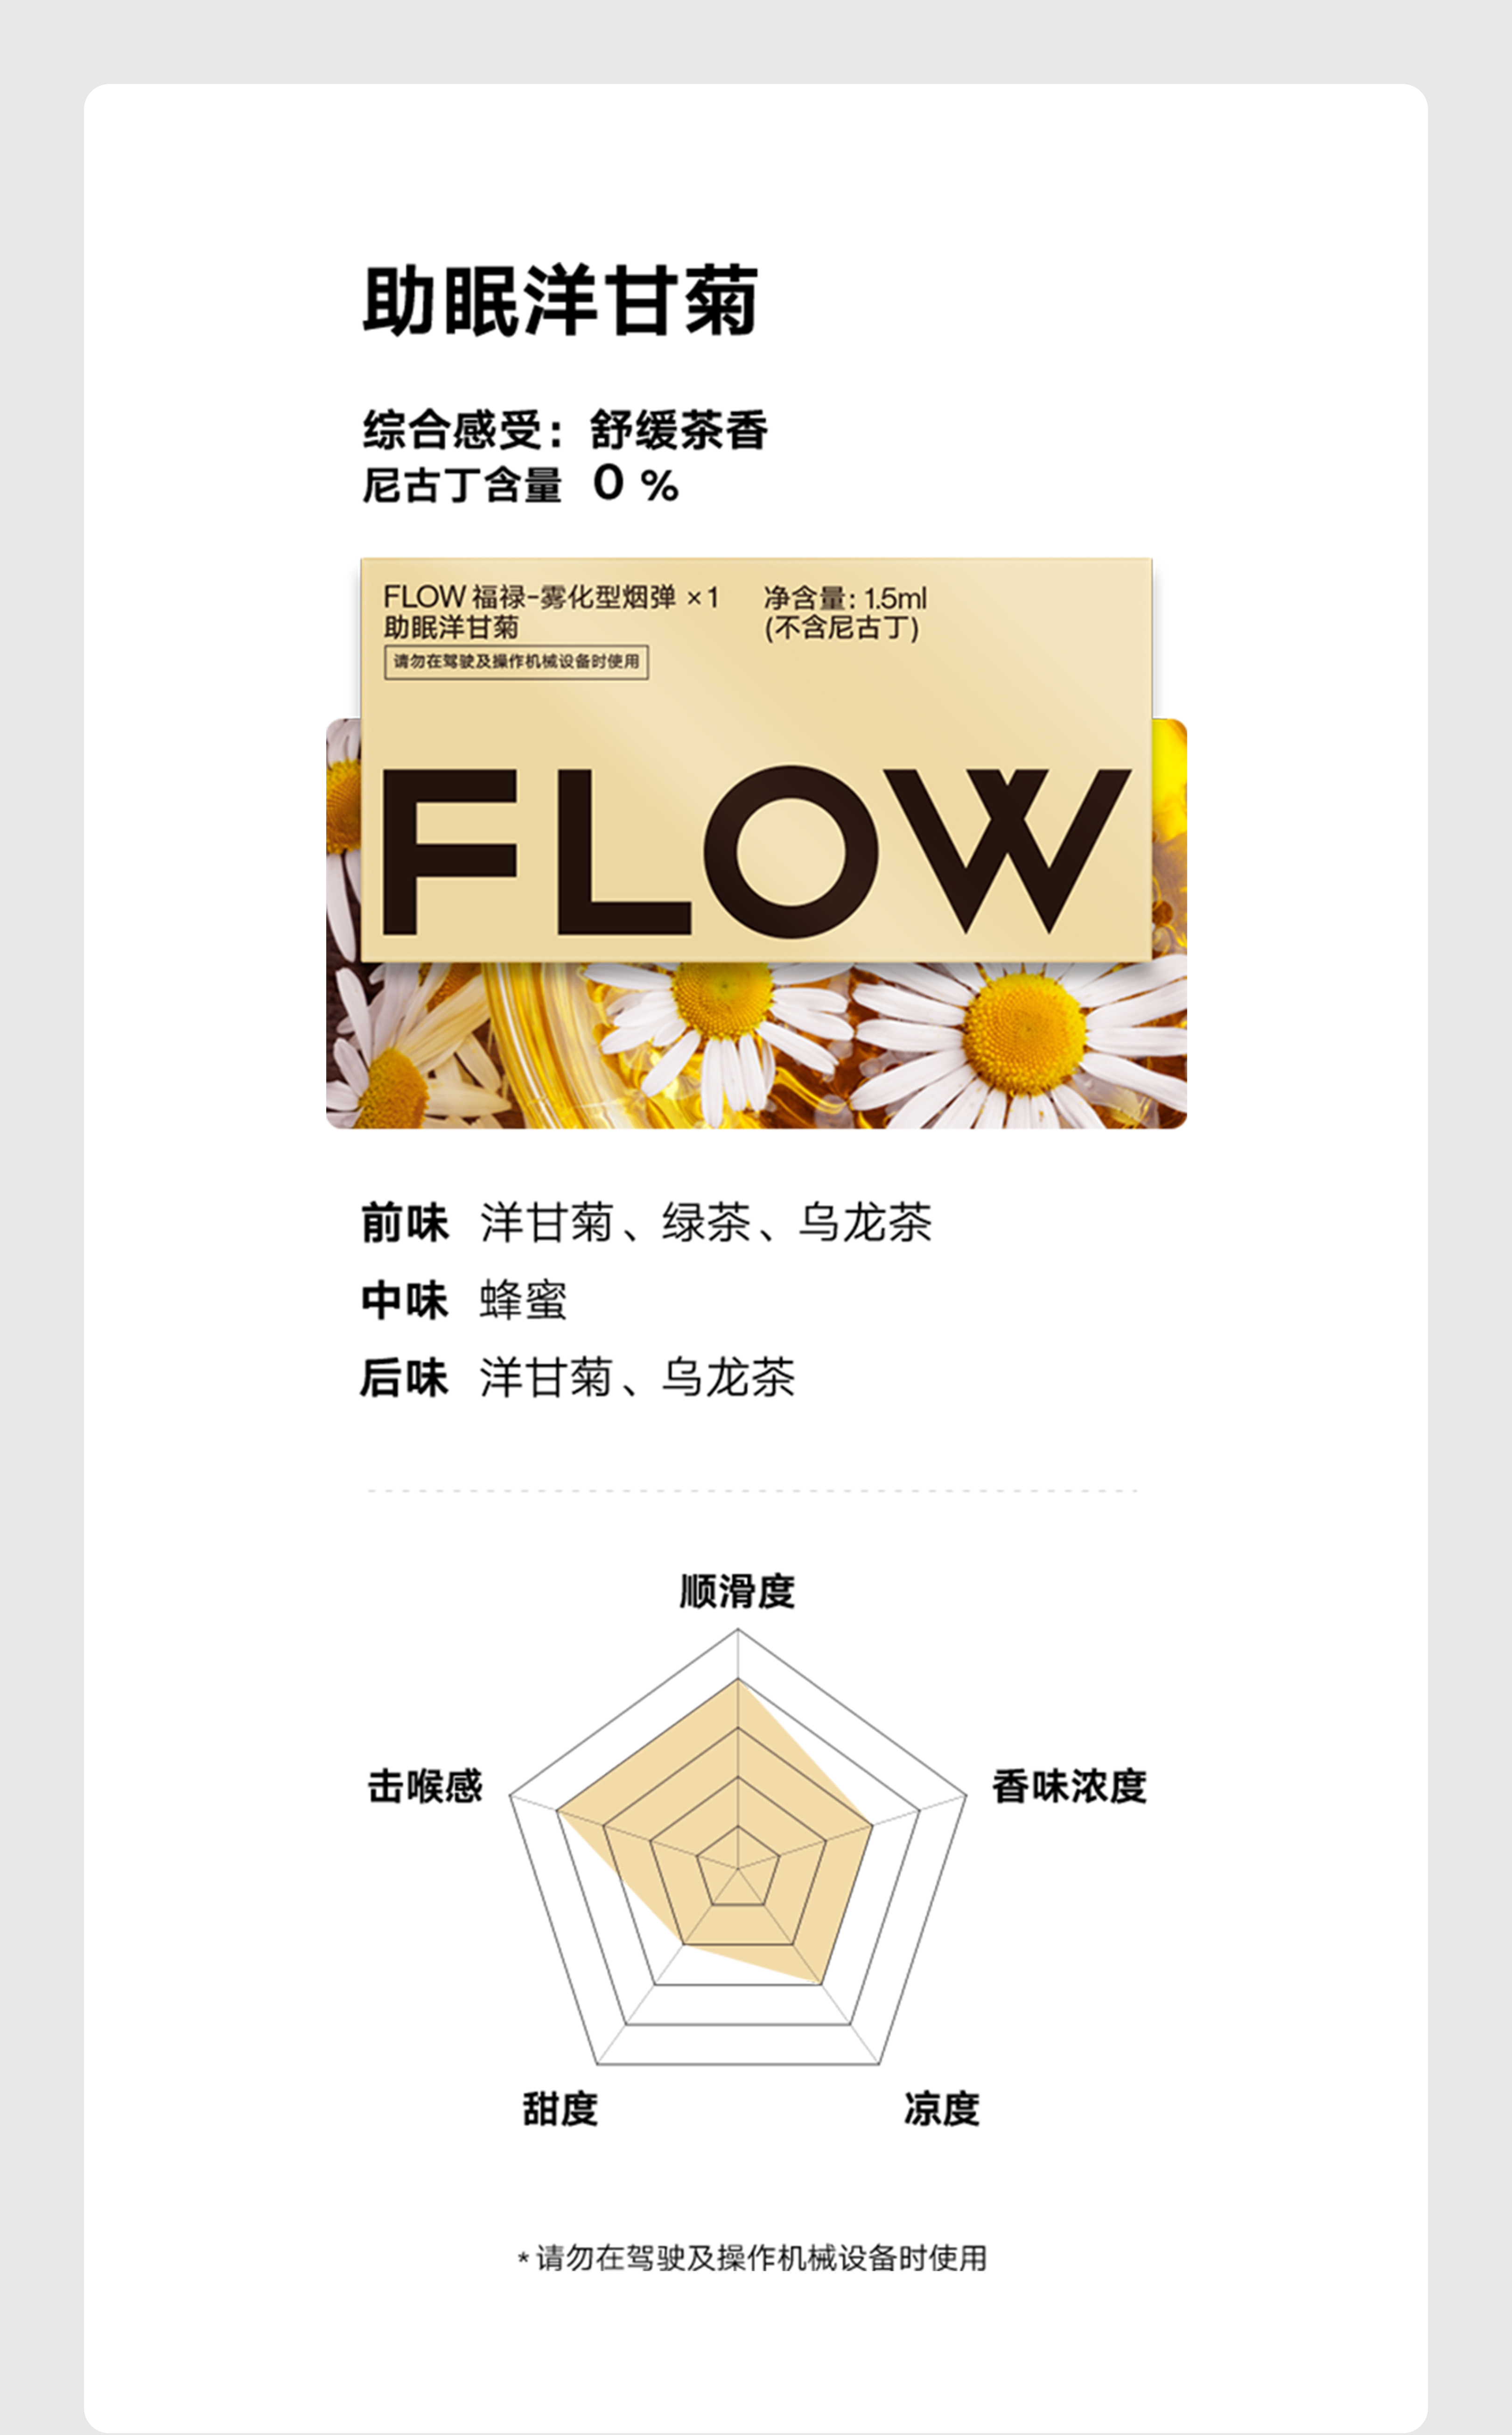 助眠洋甘菊
综合感受：舒缓茶香
尼古丁含量 0 %
FLOW 福禄-雾化型烟弹 ×1 净含量：1.5ml
助眠洋甘菊 (不含尼古丁)
请勿在驾驶及操作机械设备时使用
FLOW
前味 洋甘菊、绿茶、乌龙茶
中味 蜂蜜
后味 洋甘菊、乌龙茶
顺滑度
击喉感 香味浓度
甜度 凉度
* 请勿在驾驶及操作机械设备时使用